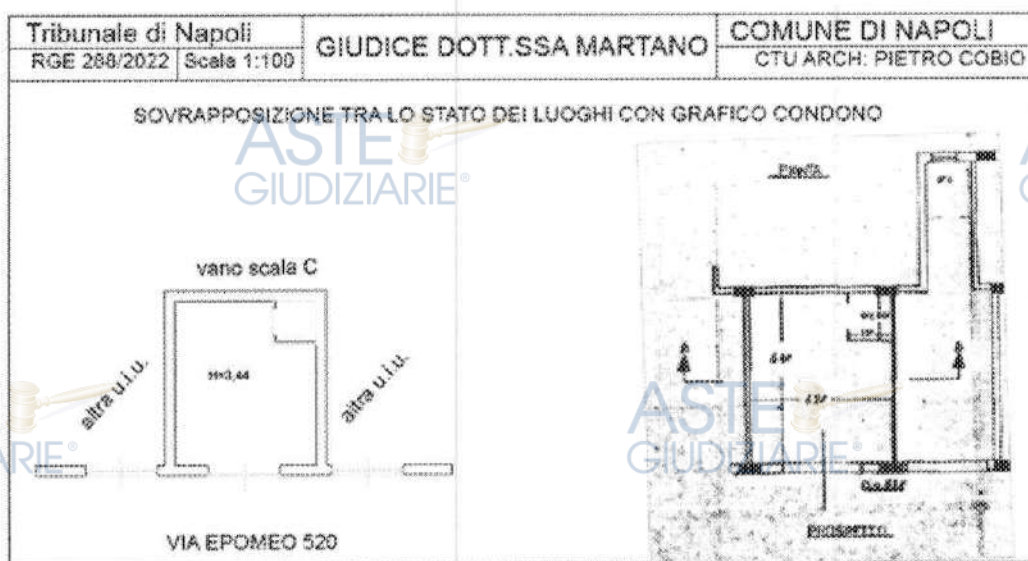 Tribunale di Napoli
RGE 288/2022 Scala 1:100
GIUDICE DOTT.SSA MARTANO
COMUNE DI NAPOLI
CTU ARCH: PIETRO COBIO
SOVRAPPOSIZIONE TRA LO STATO DEI LUOGHI CON GRAFICO CONDONO
ASTE
GIUDIZIARIE®
vano scala C
altra u.i.u.
H=3,44
altra u.i.u.
VIA EPOMEO 520
PIANTA
ASTE
GIUDIZIARIE®
PROSPETTO
ARIE®